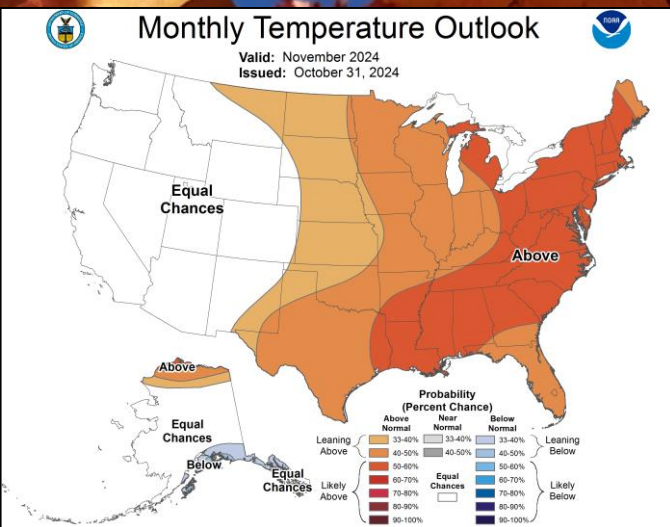 Monthly Temperature Outlook
NOAA
Valid: November 2024
Issued: October 31, 2024
Equal
Chances
Above
Above
Equal
Chances
Below
Equal
Chances
Probability
(Percent Chance)
Above
Normal
Near
Normal
Below
Normal
Leaning
Above
33-40%
40-50%
33-40%
40-50%
33-40%
40-50%
Leaning
Below
Likely
Above
50-60%
60-70%
70-80%
80-90%
90-100%
Equal
Chances
50-60%
60-70%
70-80%
80-90%
90-100%
Likely
Below